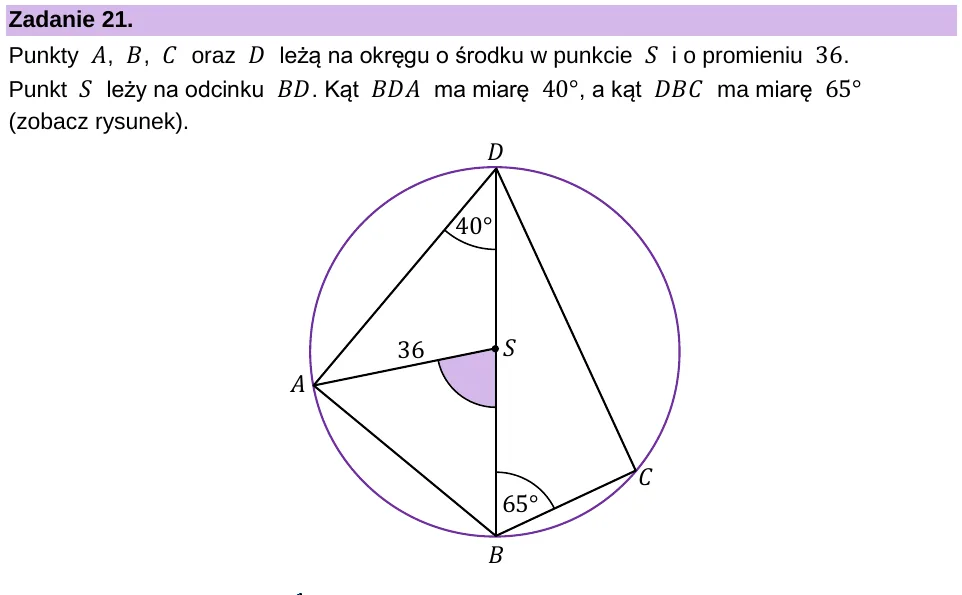 Zadanie 21.
Punkty A, B, C oraz D leżą na okręgu o środku w punkcie S i o promieniu 36.
Punkt S leży na odcinku BD. Kąt BDA ma miarę 40°, a kąt DBC ma miarę 65°
(zobacz rysunek).
D
40°
36
S
A
C
65°
B